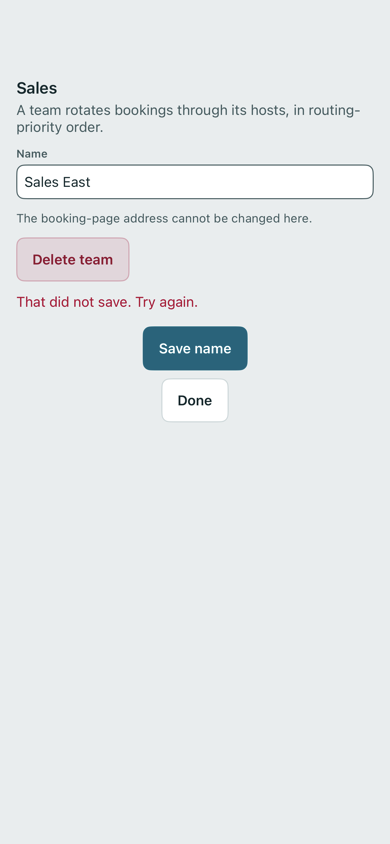 Sales
A team rotates bookings through its hosts, in routing-
priority order.
Name
Sales East
The booking-page address cannot be changed here.
Delete team
That did not save. Try again.
Save name
Done